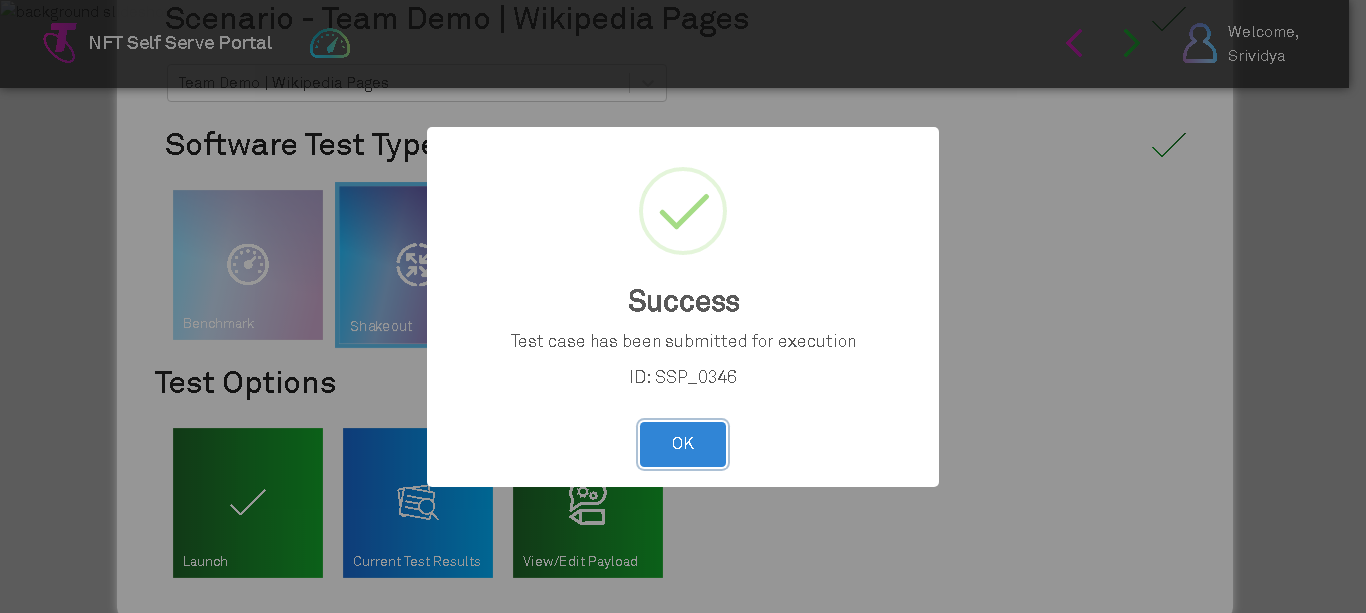 background sl
Scenario - Team Demo | Wikipedia Pages
NFT Self Serve Portal
Welcome,
Srividya
Team Demo | Wikipedia Pages
Software Test Type
Benchmark
Shakeout
Success
Test case has been submitted for execution
ID: SSP_0346
OK
Test Options
Launch
Current Test Results
View/Edit Payload